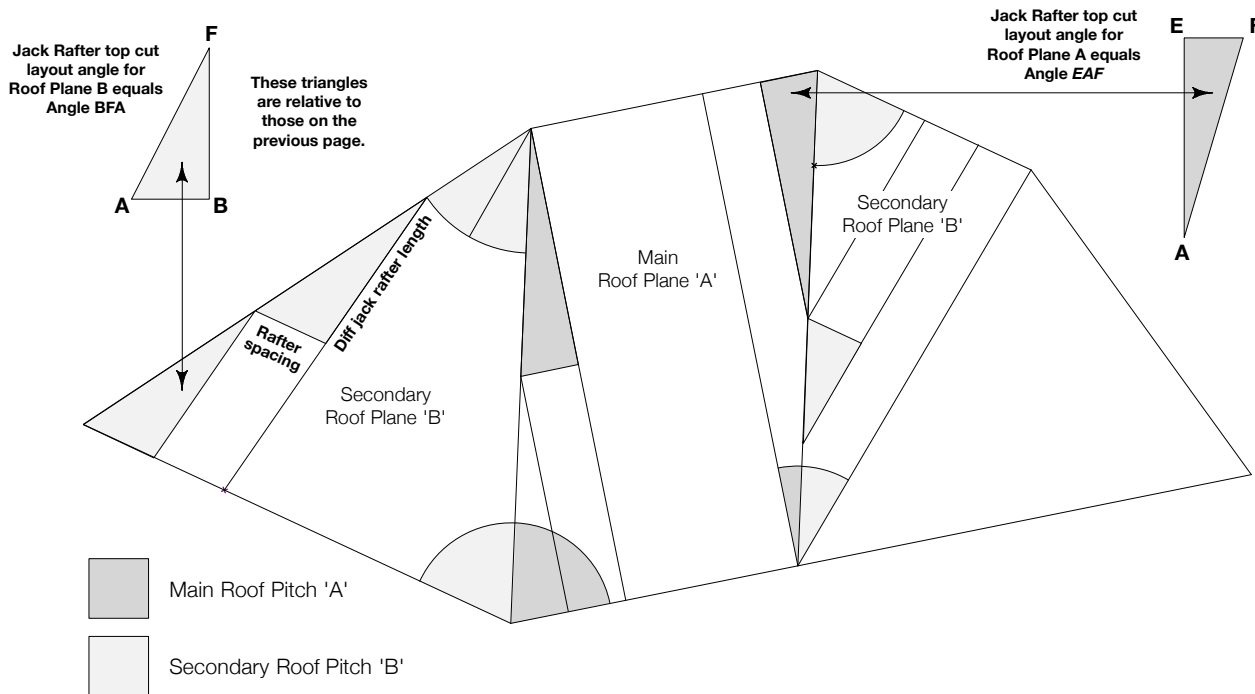 Jack Rafter top cut
layout angle for
Roof Plane B equals
Angle BFA
F
A
B
These triangles
are relative to
those on the
previous page.
Jack Rafter top cut
layout angle for
Roof Plane A equals
Angle EAF
E
F
A
Rafter
spacing
Diff jack rafter length
Secondary
Roof Plane 'B'
Main
Roof Plane 'A'
Secondary
Roof Plane 'B'
Main Roof Pitch 'A'
Secondary Roof Pitch 'B'